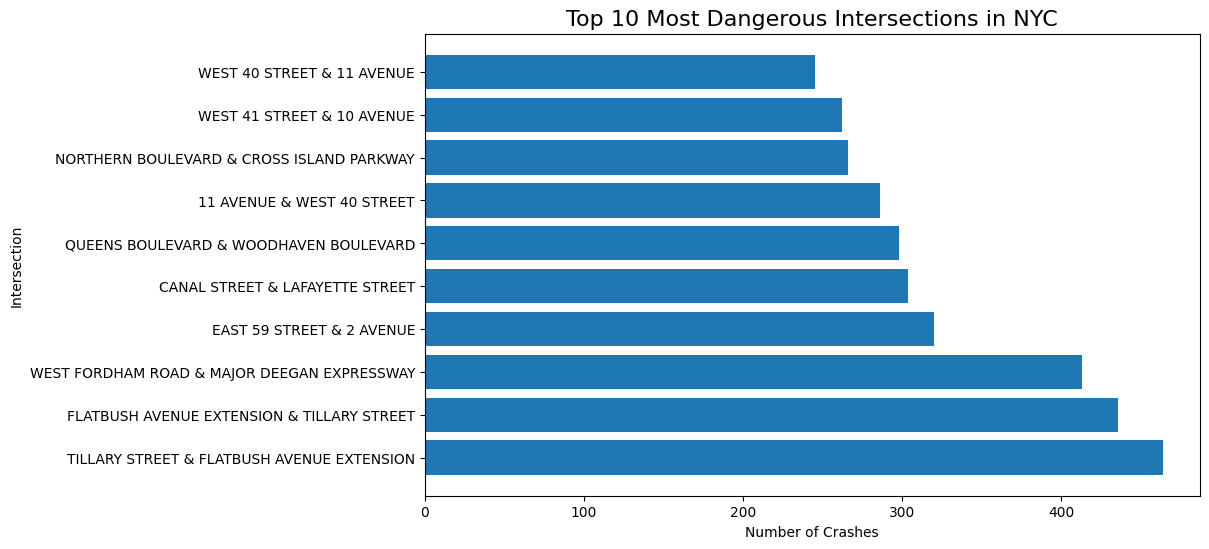 Top 10 Most Dangerous Intersections in NYC
Intersection
WEST 40 STREET & 11 AVENUE
WEST 41 STREET & 10 AVENUE
NORTHERN BOULEVARD & CROSS ISLAND PARKWAY
11 AVENUE & WEST 40 STREET
QUEENS BOULEVARD & WOODHAVEN BOULEVARD
CANAL STREET & LAFAYETTE STREET
EAST 59 STREET & 2 AVENUE
WEST FORDHAM ROAD & MAJOR DEEGAN EXPRESSWAY
FLATBUSH AVENUE EXTENSION & TILLARY STREET
TILLARY STREET & FLATBUSH AVENUE EXTENSION
0 100 200 300 400
Number of Crashes